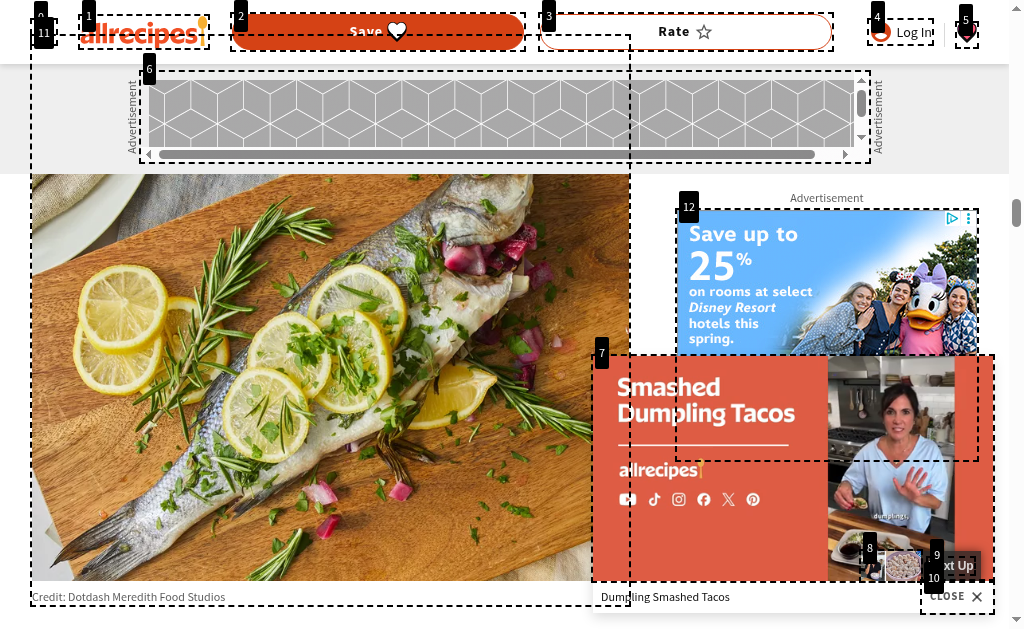 0
11
1
allrecipes
2
Save
3
Rate
4
Log In
5
6
Advertisement
Advertisement
Advertisement
12
Save up to
25%
on rooms at select
Disney Resort
hotels this
spring.
7
Smashed
Dumpling Tacos
allrecipes
dumplings,
8
9
xt Up
10
CLOSE
Credit: Dotdash Meredith Food Studios
Dumpling Smashed Tacos